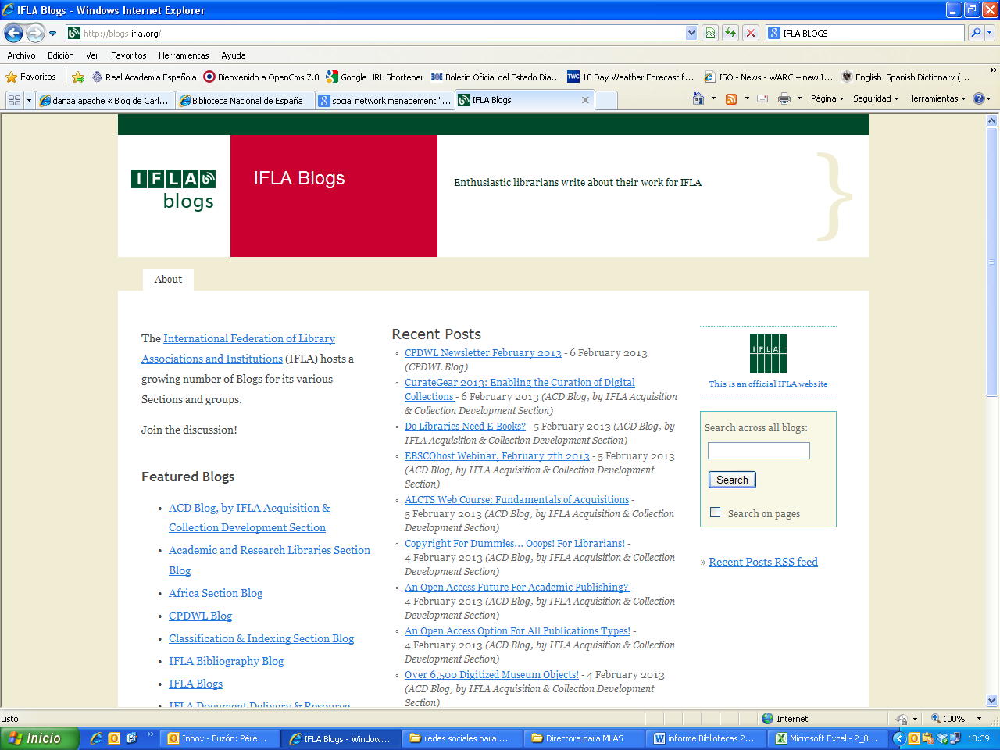 IFLA Blogs - Windows Internet Explorer
http://blogs.ifla.org/
IFLA BLOGS
Archivo Edición Ver Favoritos Herramientas Ayuda
Favoritos
Real Academia Española
Bienvenido a OpenCms 7.0
Google URL Shortener
Boletín Oficial del Estado Dia...
TWC 10 Day Weather Forecast f...
ISO - News - WARC – new I...
English Spanish Dictionary (...
danza apache « Blog de Carl...
Biblioteca Nacional de España
social network management "...
IFLA Blogs
Página Seguridad Herramientas
IFLA
blogs
IFLA Blogs
Enthusiastic librarians write about their work for IFLA
}
About
The International Federation of Library
Associations and Institutions (IFLA) hosts a
growing number of Blogs for its various
Sections and groups.
Join the discussion!
Featured Blogs
• ACD Blog, by IFLA Acquisition &
Collection Development Section
• Academic and Research Libraries Section
Blog
• Africa Section Blog
• CPDWL Blog
• Classification & Indexing Section Blog
• IFLA Bibliography Blog
• IFLA Blogs
• IFLA Document Delivery & Resource
Recent Posts
CPDWL Newsletter February 2013 - 6 February 2013
(CPDWL Blog)
CurateGear 2013: Enabling the Curation of Digital
Collections - 6 February 2013 (ACD Blog, by IFLA Acquisition
& Collection Development Section)
Do Libraries Need E-Books? - 5 February 2013 (ACD Blog, by
IFLA Acquisition & Collection Development Section)
EBSCOhost Webinar, February 7th 2013 - 5 February 2013
(ACD Blog, by IFLA Acquisition & Collection Development
Section)
ALCTS Web Course: Fundamentals of Acquisitions -
5 February 2013 (ACD Blog, by IFLA Acquisition & Collection
Development Section)
Copyright For Dummies... Ooops! For Librarians! -
4 February 2013 (ACD Blog, by IFLA Acquisition & Collection
Development Section)
An Open Access Future For Academic Publishing? -
4 February 2013 (ACD Blog, by IFLA Acquisition & Collection
Development Section)
An Open Access Option For All Publications Types! -
4 February 2013 (ACD Blog, by IFLA Acquisition & Collection
Development Section)
Over 6,500 Digitized Museum Objects! - 4 February 2013
(ACD Blog, by IFLA Acquisition & Collection Development
Section)
IFLA
This is an official IFLA website
Search across all blogs:
Search
Search on pages
» Recent Posts RSS feed
Listo
Internet
100%
Inicio
Inbox - Buzón: Pére...
IFLA Blogs - Window...
redes sociales para ...
Directora para MLAS
informe Bibliotecas 2...
Microsoft Excel - 2_0...
18:39